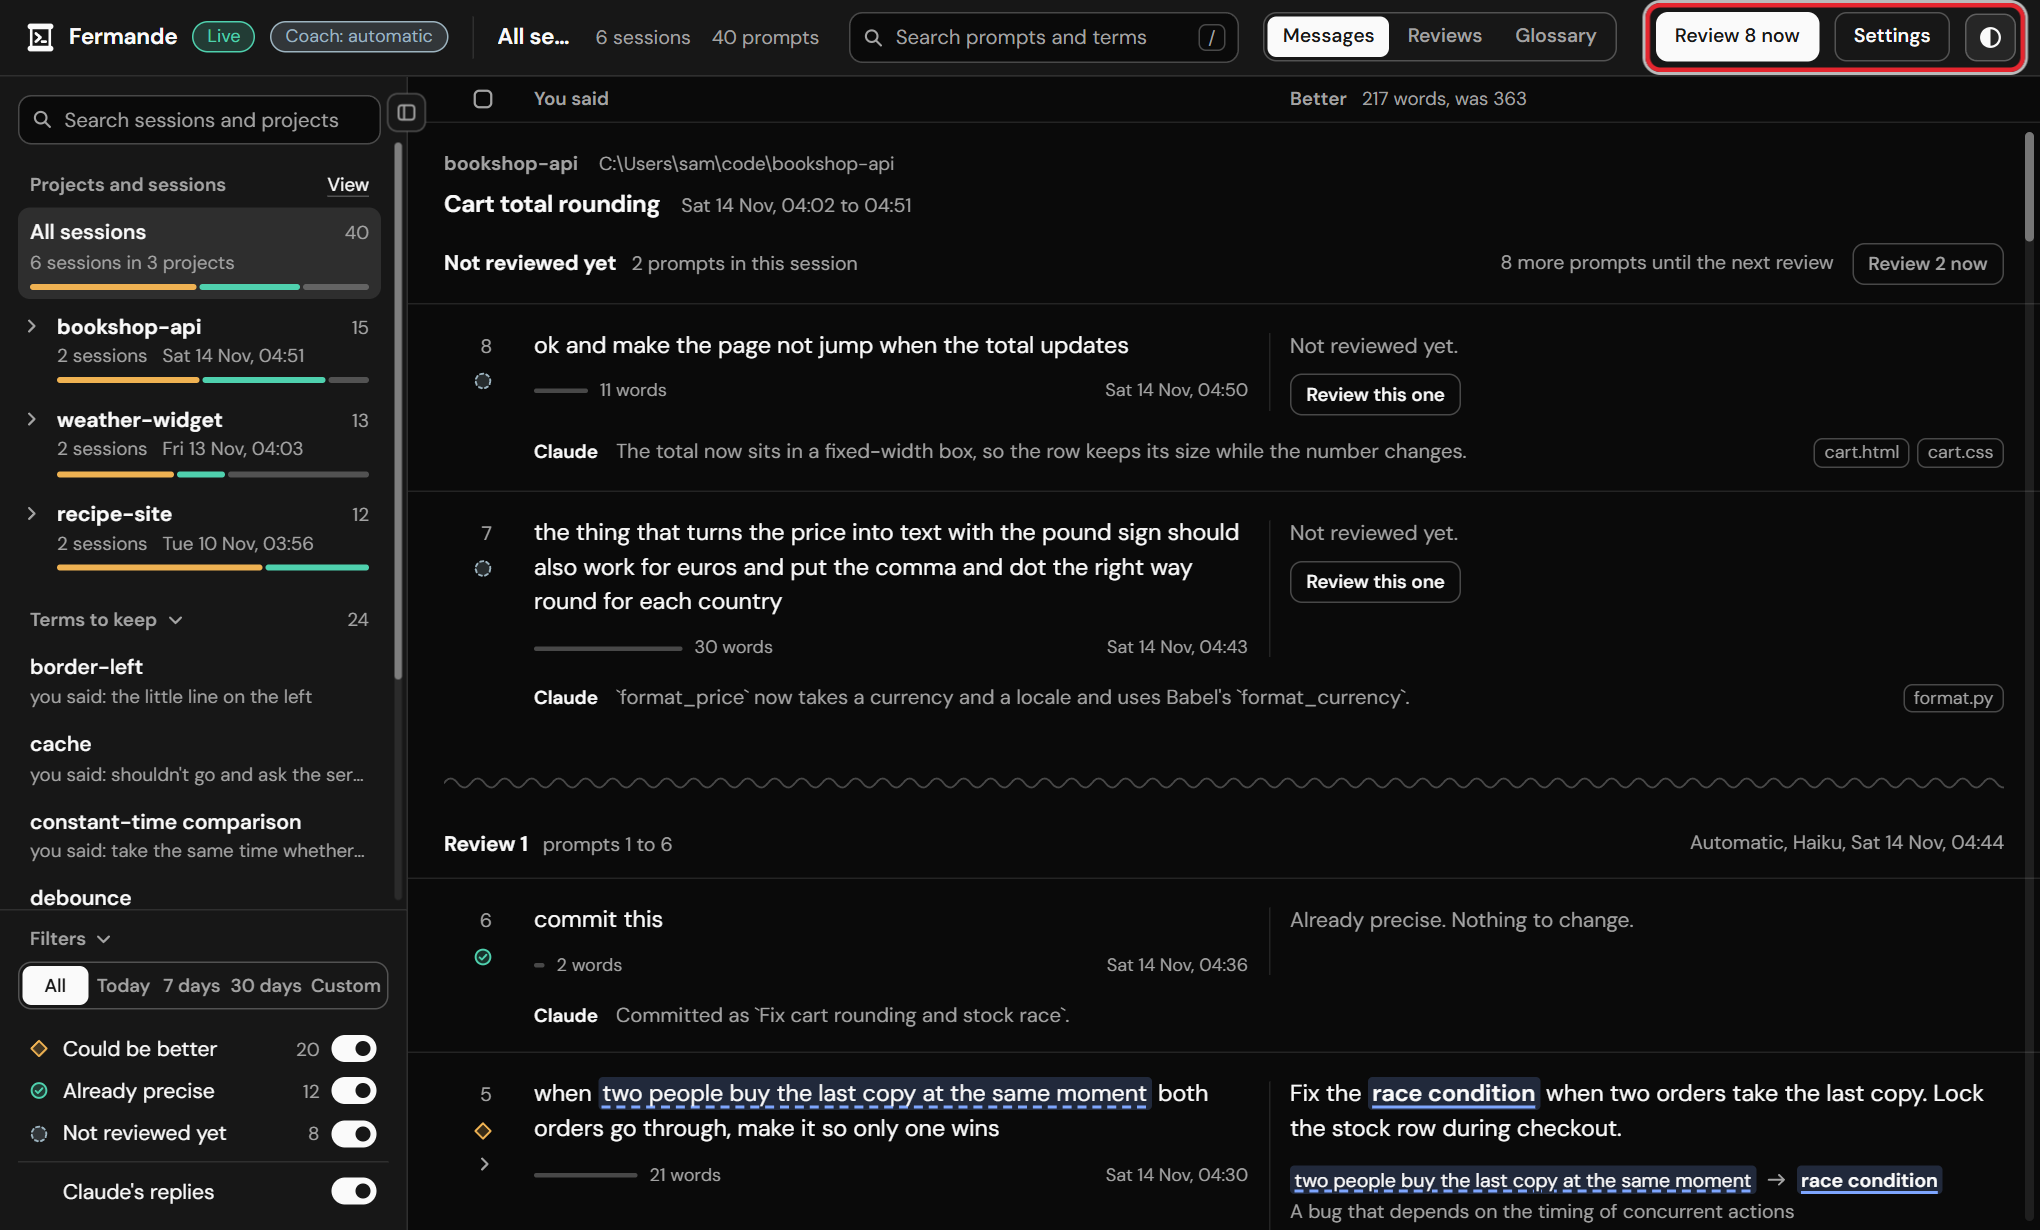 Fermande
Live
Coach: automatic
All se...
6 sessions
40 prompts
Search prompts and terms
/
Messages
Reviews
Glossary
Review 8 now
Settings
Search sessions and projects
Projects and sessions
View
All sessions
40
6 sessions in 3 projects
bookshop-api
15
2 sessions Sat 14 Nov, 04:51
weather-widget
13
2 sessions Fri 13 Nov, 04:03
recipe-site
12
2 sessions Tue 10 Nov, 03:56
Terms to keep
24
border-left
you said: the little line on the left
cache
you said: shouldn't go and ask the ser...
constant-time comparison
you said: take the same time whether...
debounce
Filters
All
Today
7 days
30 days
Custom
Could be better
20
Already precise
12
Not reviewed yet
8
Claude's replies
You said
Better 217 words, was 363
bookshop-api C:\Users\sam\code\bookshop-api
Cart total rounding Sat 14 Nov, 04:02 to 04:51
Not reviewed yet 2 prompts in this session
8 more prompts until the next review
Review 2 now
8
ok and make the page not jump when the total updates
11 words
Sat 14 Nov, 04:50
Not reviewed yet.
Review this one
Claude The total now sits in a fixed-width box, so the row keeps its size while the number changes.
cart.html
cart.css
7
the thing that turns the price into text with the pound sign should
also work for euros and put the comma and dot the right way
round for each country
30 words
Sat 14 Nov, 04:43
Not reviewed yet.
Review this one
Claude `format_price` now takes a currency and a locale and uses Babel's `format_currency`.
format.py
Review 1 prompts 1 to 6
Automatic, Haiku, Sat 14 Nov, 04:44
6
commit this
2 words
Sat 14 Nov, 04:36
Already precise. Nothing to change.
Claude Committed as `Fix cart rounding and stock race`.
5
when two people buy the last copy at the same moment both
orders go through, make it so only one wins
21 words
Sat 14 Nov, 04:30
Fix the race condition when two orders take the last copy. Lock
the stock row during checkout.
two people buy the last copy at the same moment → race condition
A bug that depends on the timing of concurrent actions